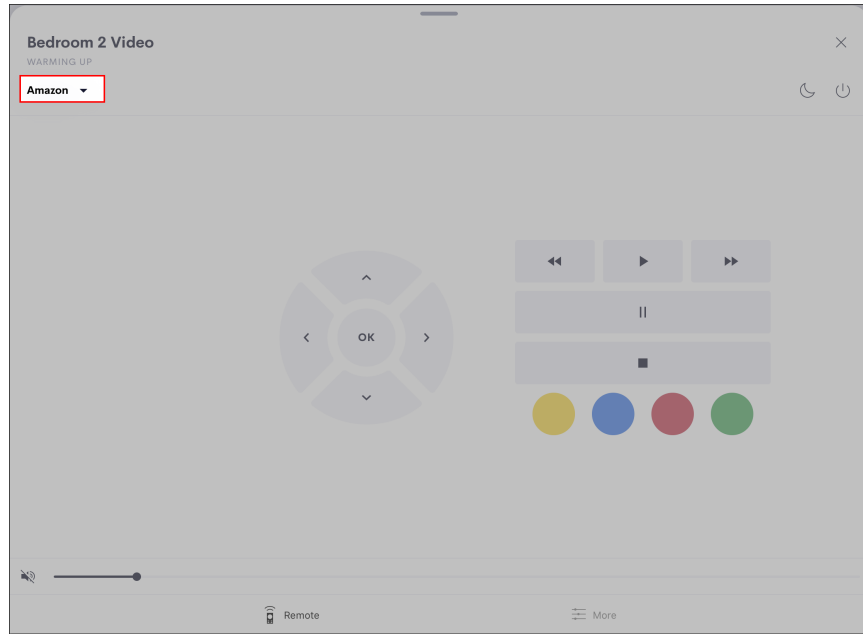 Bedroom 2 Video
WARMING UP
Amazon
OK
Remote
More